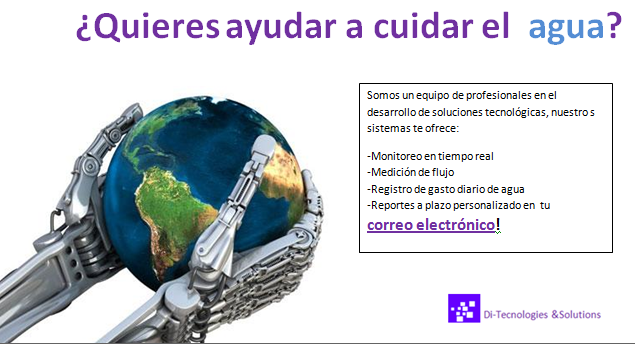 ¿Quieres ayudar a cuidar el agua?
Somos un equipo de profesionales en el
desarrollo de soluciones tecnológicas, nuestro s
sistemas te ofrece:
-Monitoreo en tiempo real
-Medición de flujo
-Registro de gasto diario de agua
-Reportes a plazo personalizado en tu
correo electrónico!
Di-Tecnologies &Solutions